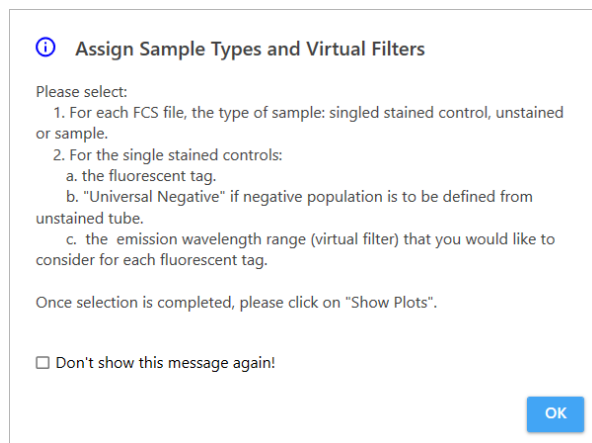 Assign Sample Types and Virtual Filters
Please select:
1. For each FCS file, the type of sample: singled stained control, unstained
or sample.
2. For the single stained controls:
a. the fluorescent tag.
b. "Universal Negative" if negative population is to be defined from
unstained tube.
c. the emission wavelength range (virtual filter) that you would like to
consider for each fluorescent tag.
Once selection is completed, please click on "Show Plots".
Don't show this message again!
OK